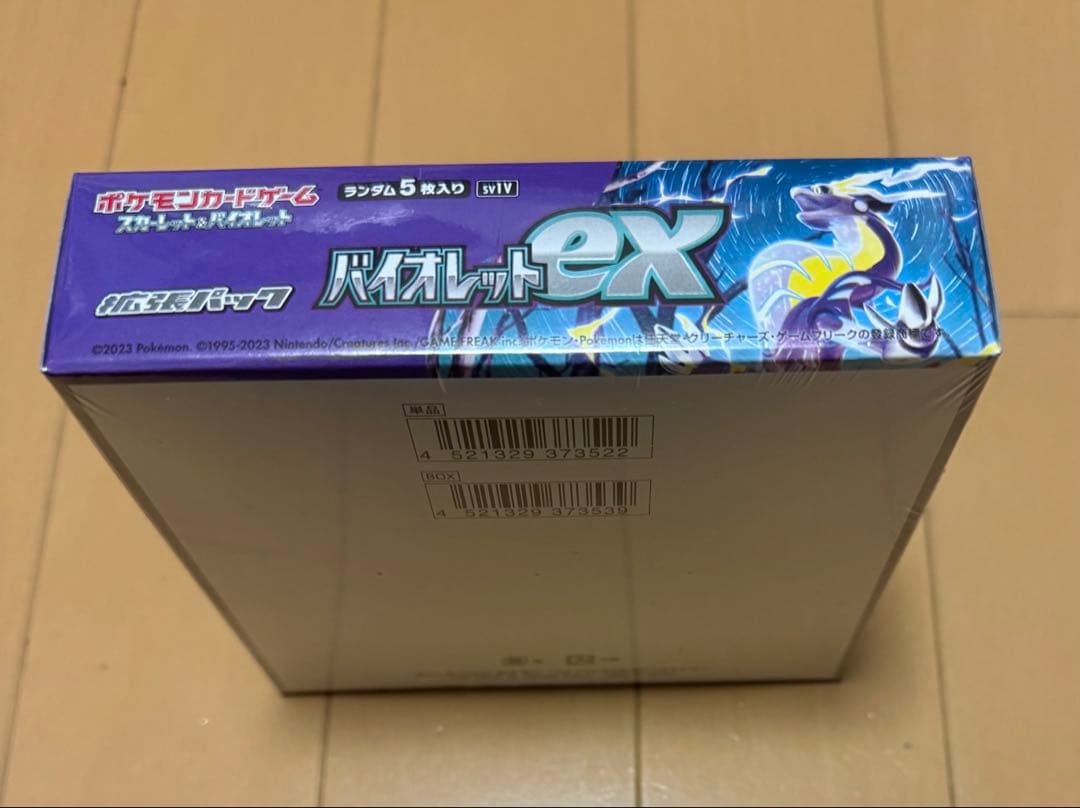 ポケモンカードゲーム
スカーレット&バイオレット
ランダム5枚入り sv1V
拡張パック
バイオレットex
©2023 Pokémon. ©1995-2023 Nintendo/Creatures Inc./GAME FREAK inc. ポケモン・Pokémonは任天堂・クリーチャーズ・ゲームフリークの登録商標です。
単品
4 521329 373522
BOX
4 521329 373539